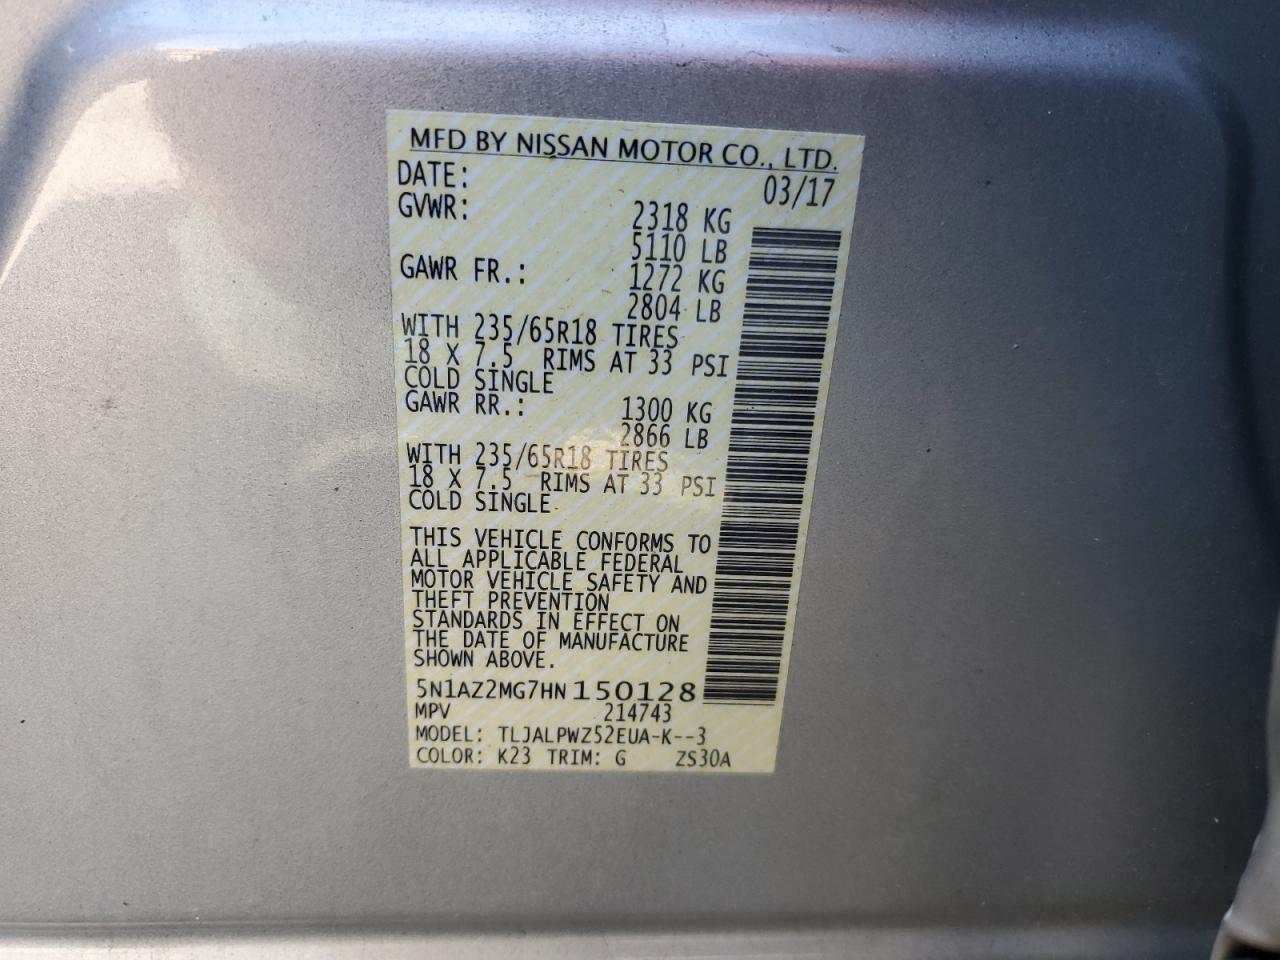 MFD BY NISSAN MOTOR CO., LTD.
DATE: 03/17
GVWR: 2318 KG
5110 LB
GAWR FR.: 1272 KG
2804 LB
WITH 235/65R18 TIRES
18 X 7.5 RIMS AT 33 PSI
COLD SINGLE
GAWR RR.: 1300 KG
2866 LB
WITH 235/65R18 TIRES
18 X 7.5 RIMS AT 33 PSI
COLD SINGLE
THIS VEHICLE CONFORMS TO
ALL APPLICABLE FEDERAL
MOTOR VEHICLE SAFETY AND
THEFT PREVENTION
STANDARDS IN EFFECT ON
THE DATE OF MANUFACTURE
SHOWN ABOVE.
5N1AZ2MG7HN150128
MPV 214743
MODEL: TLJALPWZ52EUA-K--3
COLOR: K23 TRIM: G ZS30A